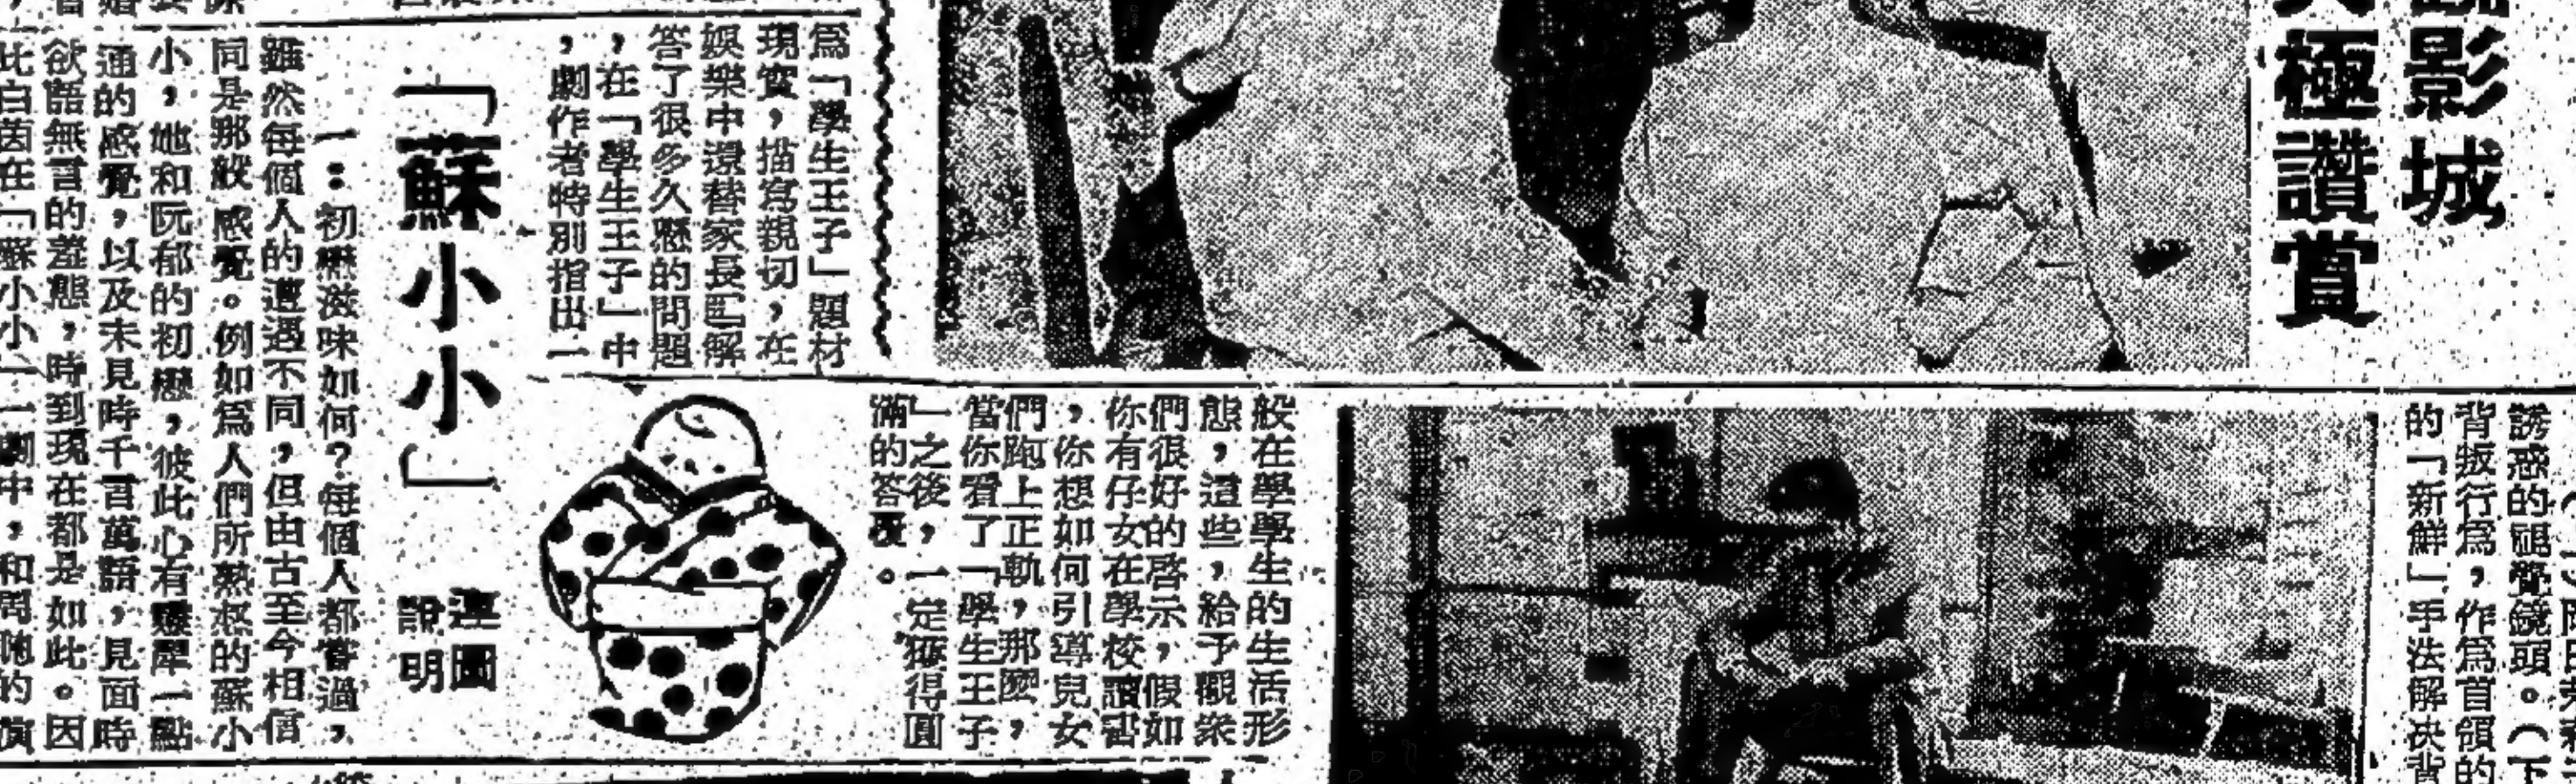 影城
極讚賞
誘惑的視覺鏡頭。（下
背叛行爲，作爲首領的
的「新鮮」手法解决背
爲「學生王子」題材
現實，描寫親切，在
娛樂中還替家長們解
答了很多久懸的問題
，在「學生王子」中
，劇作者特別指出一
般在學學生的生活形
態，這些，給予觀衆
們很好的啓示，假如
你有仔女在學校讀書
，你想如何引導兒女
們跑上正軌，那麽，
當你看了「學生王子
」之後，一定獲得圓
滿的答覆。
「蘇小小」
連圖
說明
一：初戀滋味如何？每個人都嘗過，
雖然每個人的遭遇不同，但由古至今相信
同是那般感覺。例如爲人們所熟悉的蘇小
小，她和阮郁的初戀，彼此心有靈犀一點
通的感覺，以及未見時千言萬語，見面時
欲語無言的羞態，時到現在都是如此。因
此白茵在「蘇小小」一劇中，和周聰的演